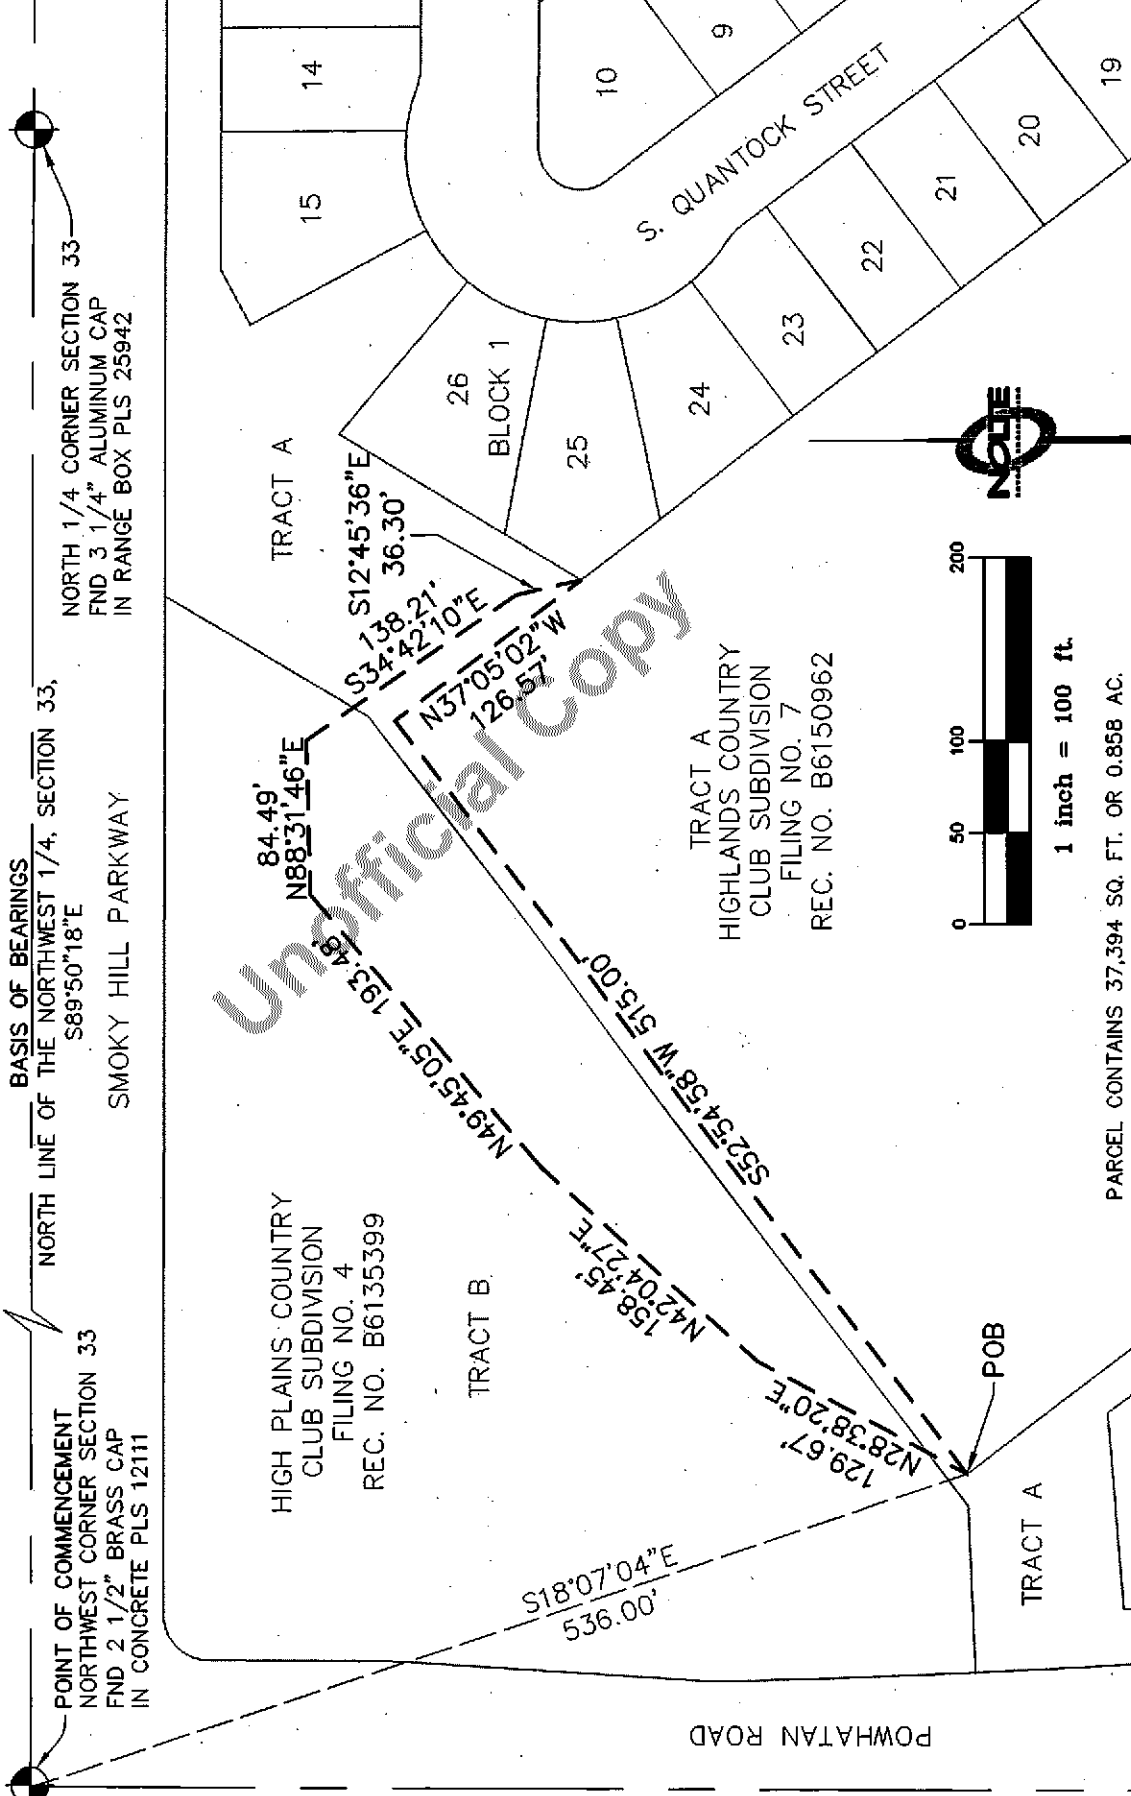 BASIS OF BEARINGS
NORTH LINE OF THE NORTHWEST 1/4, SECTION 33,
S89°50'18"E
SMOKY HILL PARKWAY
POINT OF COMMENCEMENT
NORTHWEST CORNER SECTION 33
FND 2 1/2" BRASS CAP
IN CONCRETE PLS 12111
NORTH 1/4 CORNER SECTION 33
FND 3 1/4" ALUMINUM CAP
IN RANGE BOX PLS 25942
HIGH PLAINS COUNTRY
CLUB SUBDIVISION
FILING NO. 4
REC. NO. B6135399
TRACT B
84.49'
N88°31'46"E
TRACT A
S12°45'36"E
36.30'
138.21'
S34°42'10"E
N37°05'02"W
126.57'
N49°45'05"E 193.48'
158.45'
N42°04'27"E
129.67'
N28°38'20"E
S52°54'58"W 515.00'
S18°07'04"E
536.00'
POB
TRACT A
POWHATAN ROAD
14
15
26
BLOCK 1
25
24
23
22
21
20
19
10
9
S. QUANTOCK STREET
TRACT A
HIGHLANDS COUNTRY
CLUB SUBDIVISION
FILING NO. 7
REC. NO. B6150962
NOLTE
0 50 100 200
1 inch = 100 ft.
PARCEL CONTAINS 37,394 SQ. FT. OR 0.858 AC.
Unofficial Copy